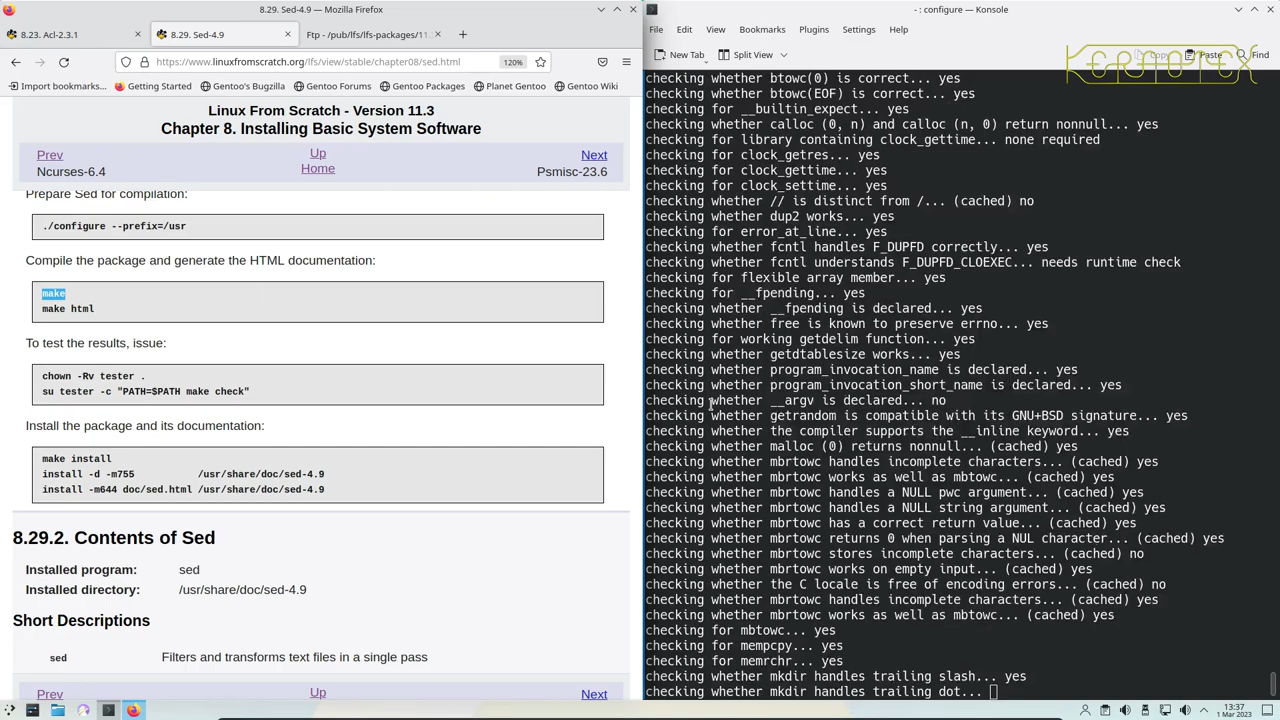 8.29. Sed-4.9 — Mozilla Firefox
8.23. Acl-2.3.1
8.29. Sed-4.9
Ftp - /pub/lfs/lfs-packages/11.
https://www.linuxfromscratch.org/lfs/view/stable/chapter08/sed.html
120%
Import bookmarks...
Getting Started
Gentoo's Bugzilla
Gentoo Forums
Gentoo Packages
Planet Gentoo
Gentoo Wiki
Linux From Scratch - Version 11.3
Chapter 8. Installing Basic System Software
Prev
Up
Next
Ncurses-6.4
Home
Psmisc-23.6
Prepare Sed for compilation:
./configure --prefix=/usr
Compile the package and generate the HTML documentation:
make
make html
To test the results, issue:
chown -Rv tester .
su tester -c "PATH=$PATH make check"
Install the package and its documentation:
make install
install -d -m755           /usr/share/doc/sed-4.9
install -m644 doc/sed.html /usr/share/doc/sed-4.9
8.29.2. Contents of Sed
Installed program: sed
Installed directory: /usr/share/doc/sed-4.9
Short Descriptions
sed Filters and transforms text files in a single pass
Prev
Up
Next
- : configure — Konsole
File Edit View Bookmarks Plugins Settings Help
New Tab
Split View
Copy
Paste
Find
KERAPTEX
checking whether btowc(0) is correct... yes
checking whether btowc(EOF) is correct... yes
checking for __builtin_expect... yes
checking whether calloc (0, n) and calloc (n, 0) return nonnull... yes
checking for library containing clock_gettime... none required
checking for clock_getres... yes
checking for clock_gettime... yes
checking for clock_settime... yes
checking whether // is distinct from /... (cached) no
checking whether dup2 works... yes
checking for error_at_line... yes
checking whether fcntl handles F_DUPFD correctly... yes
checking whether fcntl understands F_DUPFD_CLOEXEC... needs runtime check
checking for flexible array member... yes
checking for __fpending... yes
checking whether __fpending is declared... yes
checking whether free is known to preserve errno... yes
checking for working getdelim function... yes
checking whether getdtablesize works... yes
checking whether program_invocation_name is declared... yes
checking whether program_invocation_short_name is declared... yes
checking whether __argv is declared... no
checking whether getrandom is compatible with its GNU+BSD signature... yes
checking whether the compiler supports the __inline keyword... yes
checking whether malloc (0) returns nonnull... (cached) yes
checking whether mbrtowc handles incomplete characters... (cached) yes
checking whether mbrtowc works as well as mbtowc... (cached) yes
checking whether mbrtowc handles a NULL pwc argument... (cached) yes
checking whether mbrtowc handles a NULL string argument... (cached) yes
checking whether mbrtowc has a correct return value... (cached) yes
checking whether mbrtowc returns 0 when parsing a NUL character... (cached) yes
checking whether mbrtowc stores incomplete characters... (cached) no
checking whether mbrtowc works on empty input... (cached) yes
checking whether the C locale is free of encoding errors... (cached) no
checking whether mbrtowc handles incomplete characters... (cached) yes
checking whether mbrtowc works as well as mbtowc... (cached) yes
checking for mbtowc... yes
checking for mempcpy... yes
checking for memrchr... yes
checking whether mkdir handles trailing slash... yes
checking whether mkdir handles trailing dot...
13:37
1 Mar 2023